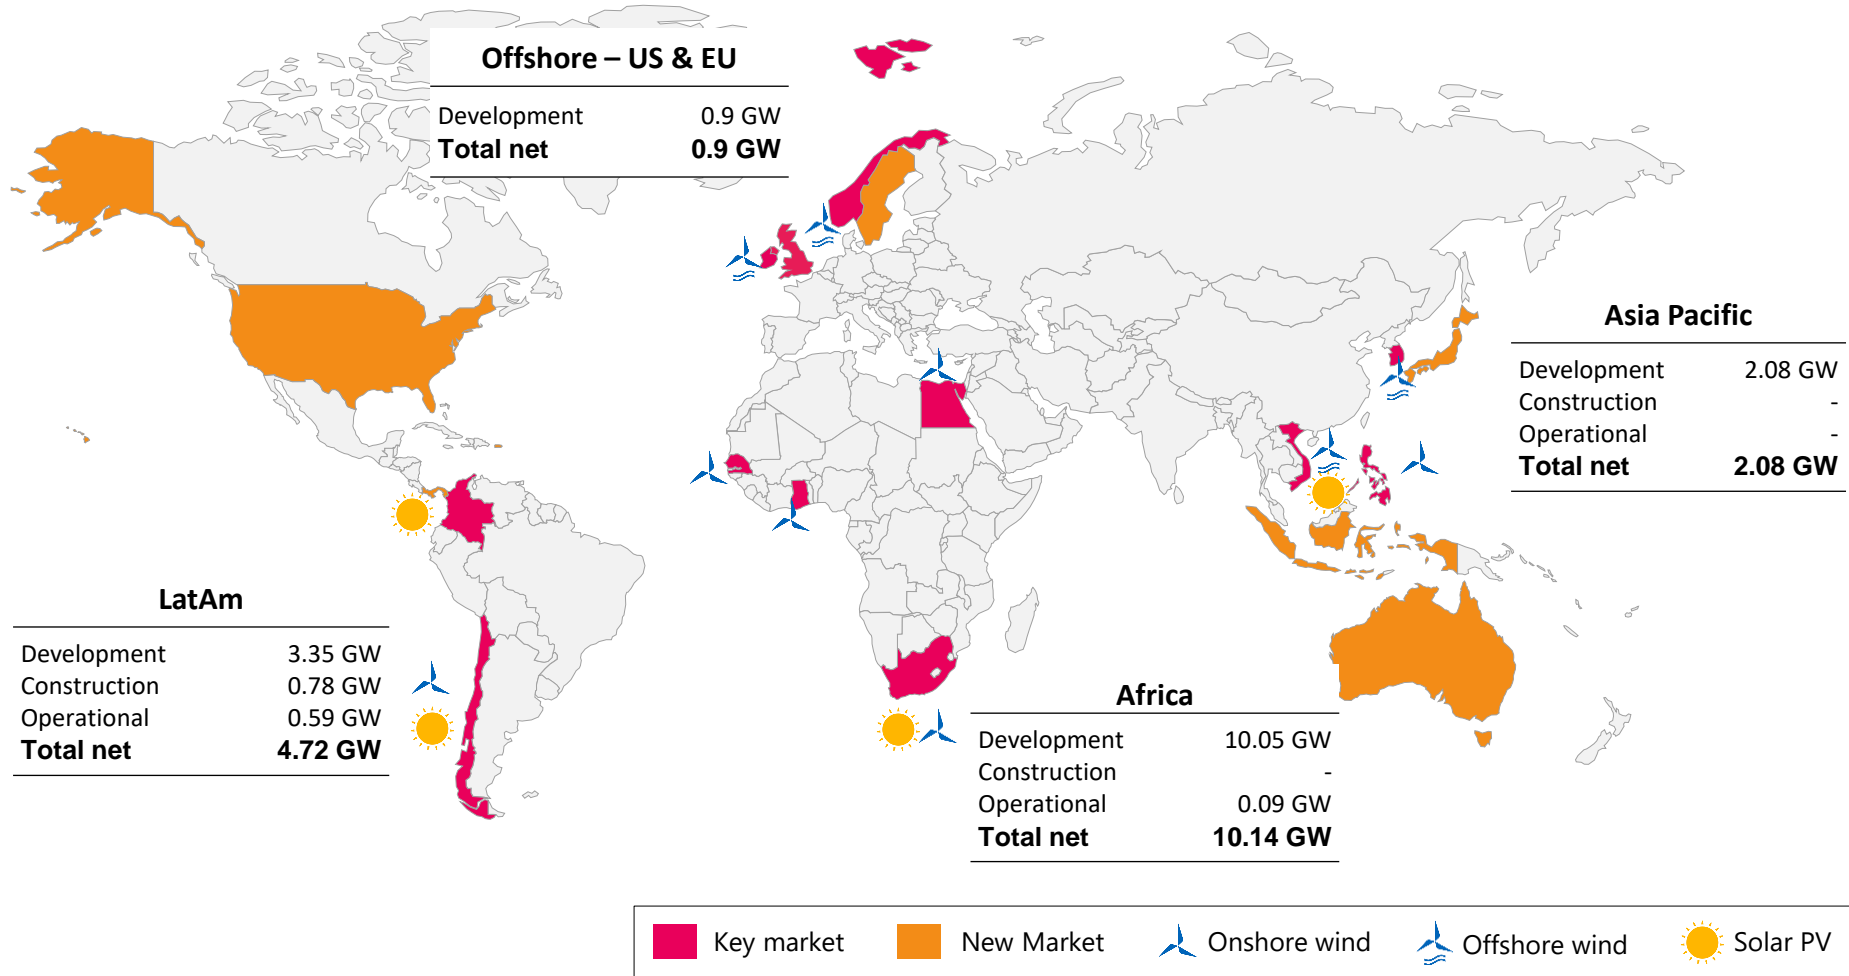 Offshore – US & EU
Development 0.9 GW
Total net 0.9 GW
Asia Pacific
Development 2.08 GW
Construction -
Operational -
Total net 2.08 GW
LatAm
Development 3.35 GW
Construction 0.78 GW
Operational 0.59 GW
Total net 4.72 GW
Africa
Development 10.05 GW
Construction -
Operational 0.09 GW
Total net 10.14 GW
Key market New Market Onshore wind Offshore wind Solar PV